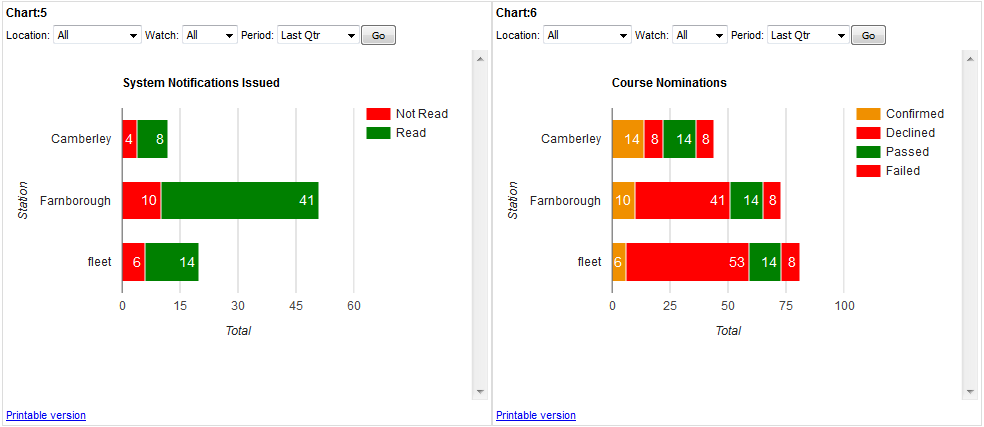 Chart:5
Location: All Watch: All Period: Last Qtr Go
System Notifications Issued
Not Read
Read
Camberley 4 8
Farnborough 10 41
fleet 6 14
Station
0 15 30 45 60
Total
Printable version
Chart:6
Location: All Watch: All Period: Last Qtr Go
Course Nominations
Confirmed
Declined
Passed
Failed
Camberley 14 8 14 8
Farnborough 10 41 14 8
fleet 6 53 14 8
Station
0 25 50 75 100
Total
Printable version